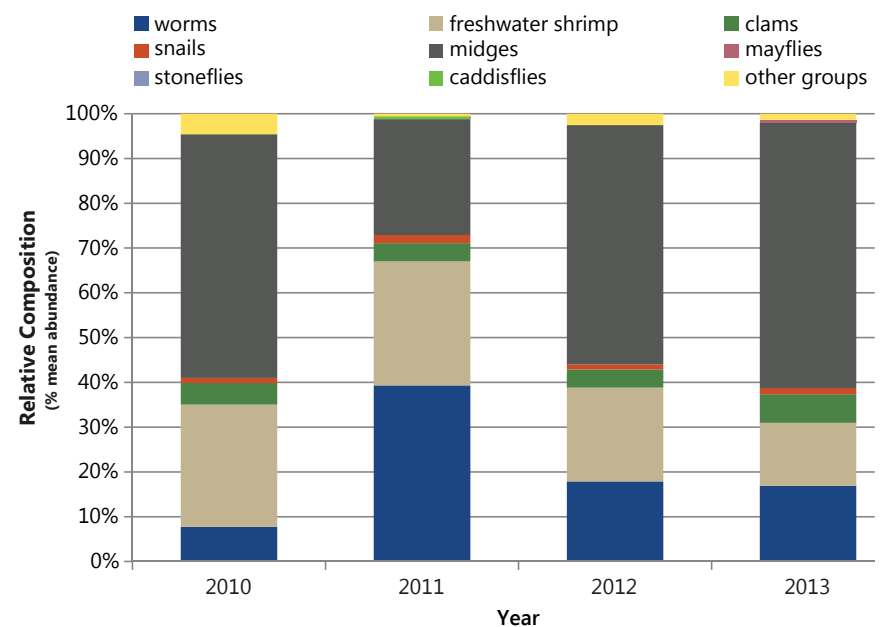 worms freshwater shrimp clams
snails midges mayflies
stoneflies caddisflies other groups
100%
90%
80%
70%
60%
50%
40%
30%
20%
10%
0%
Relative Composition
(% mean abundance)
2010 2011 2012 2013
Year